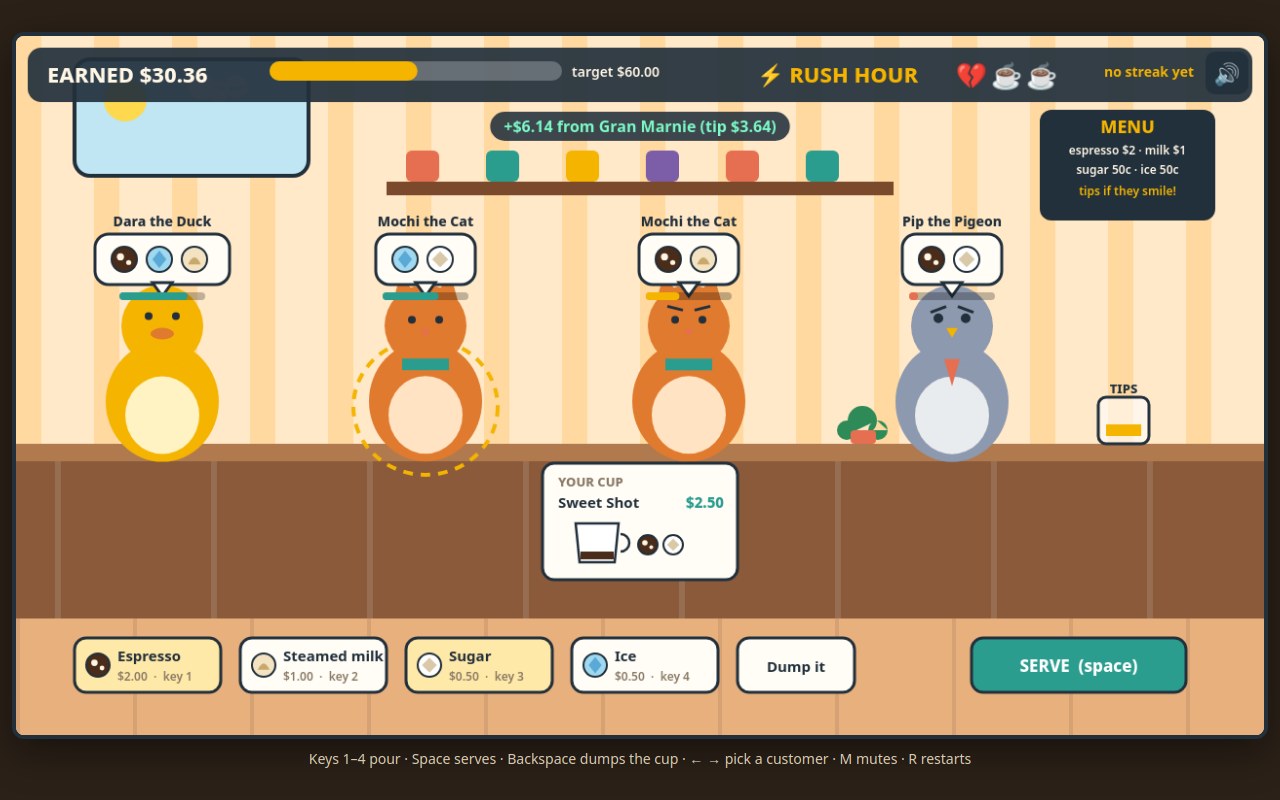 EARNED $30.36
target $60.00
⚡ RUSH HOUR
no streak yet
+$6.14 from Gran Marnie (tip $3.64)
MENU
espresso $2 · milk $1
sugar 50c · ice 50c
tips if they smile!
Dara the Duck
Mochi the Cat
Mochi the Cat
Pip the Pigeon
TIPS
YOUR CUP
Sweet Shot $2.50
Espresso
$2.00 · key 1
Steamed milk
$1.00 · key 2
Sugar
$0.50 · key 3
Ice
$0.50 · key 4
Dump it
SERVE (space)
Keys 1–4 pour · Space serves · Backspace dumps the cup · ← → pick a customer · M mutes · R restarts